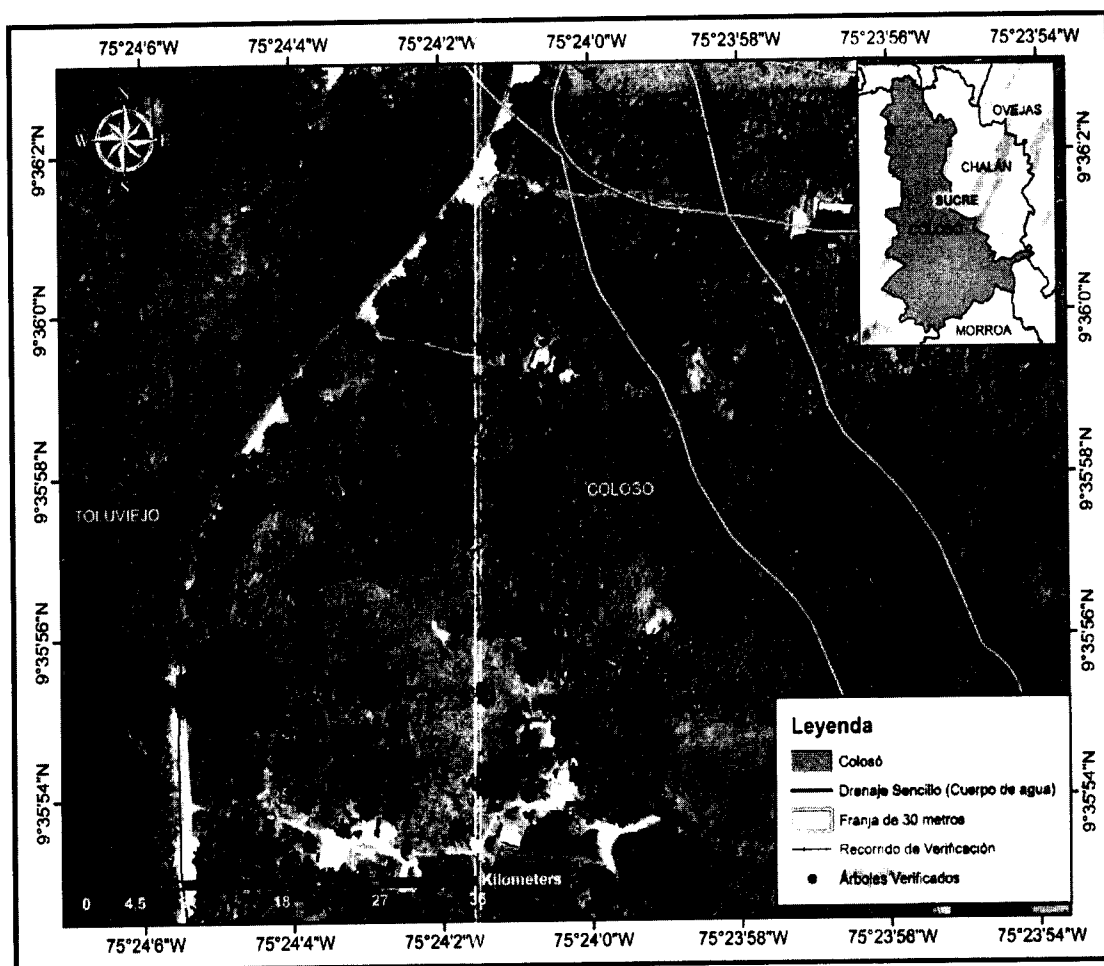 75°24'6"W 75°24'4"W 75°24'2"W 75°24'0"W 75°23'58"W 75°23'56"W 75°23'54"W
OVEJAS
CHALÁN
SUCRE
MORROA
9°36'2"N 9°36'2"N
9°36'0"N 9°36'0"N
9°35'58"N 9°35'58"N
TOLUVIEJO
COLOSO
9°35'56"N 9°35'56"N
9°35'54"N 9°35'54"N
Leyenda
Colosó
Drenaje Sencillo (Cuerpo de agua)
Franja de 30 metros
Recorrido de Verificación
Árboles Verificados
Kilometers
0 4.5 18 27 36
75°24'6"W 75°24'4"W 75°24'2"W 75°24'0"W 75°23'58"W 75°23'56"W 75°23'54"W